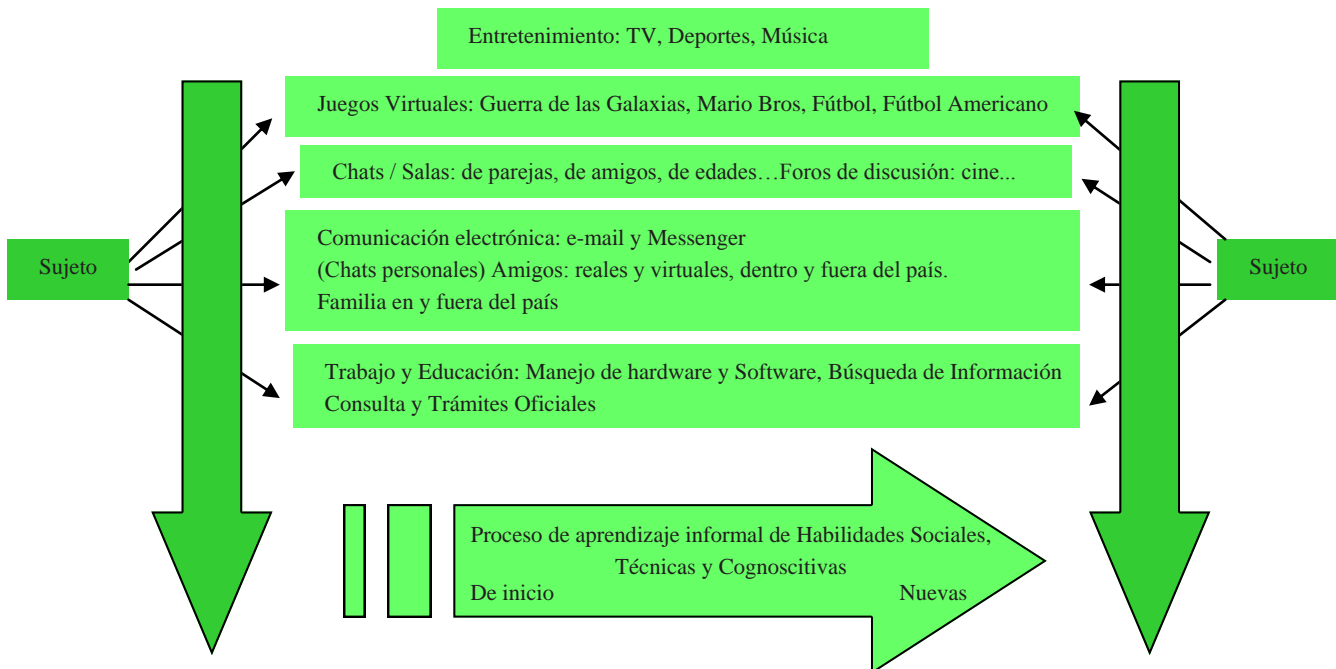 Entretenimiento: TV, Deportes, Música
Juegos Virtuales: Guerra de las Galaxias, Mario Bros, Fútbol, Fútbol Americano
Chats / Salas: de parejas, de amigos, de edades…Foros de discusión: cine...
Sujeto
Comunicación electrónica: e-mail y Messenger
(Chats personales) Amigos: reales y virtuales, dentro y fuera del país.
Familia en y fuera del país
Sujeto
Trabajo y Educación: Manejo de hardware y Software, Búsqueda de Información
Consulta y Trámites Oficiales
Proceso de aprendizaje informal de Habilidades Sociales,
Técnicas y Cognoscitivas
De inicio Nuevas